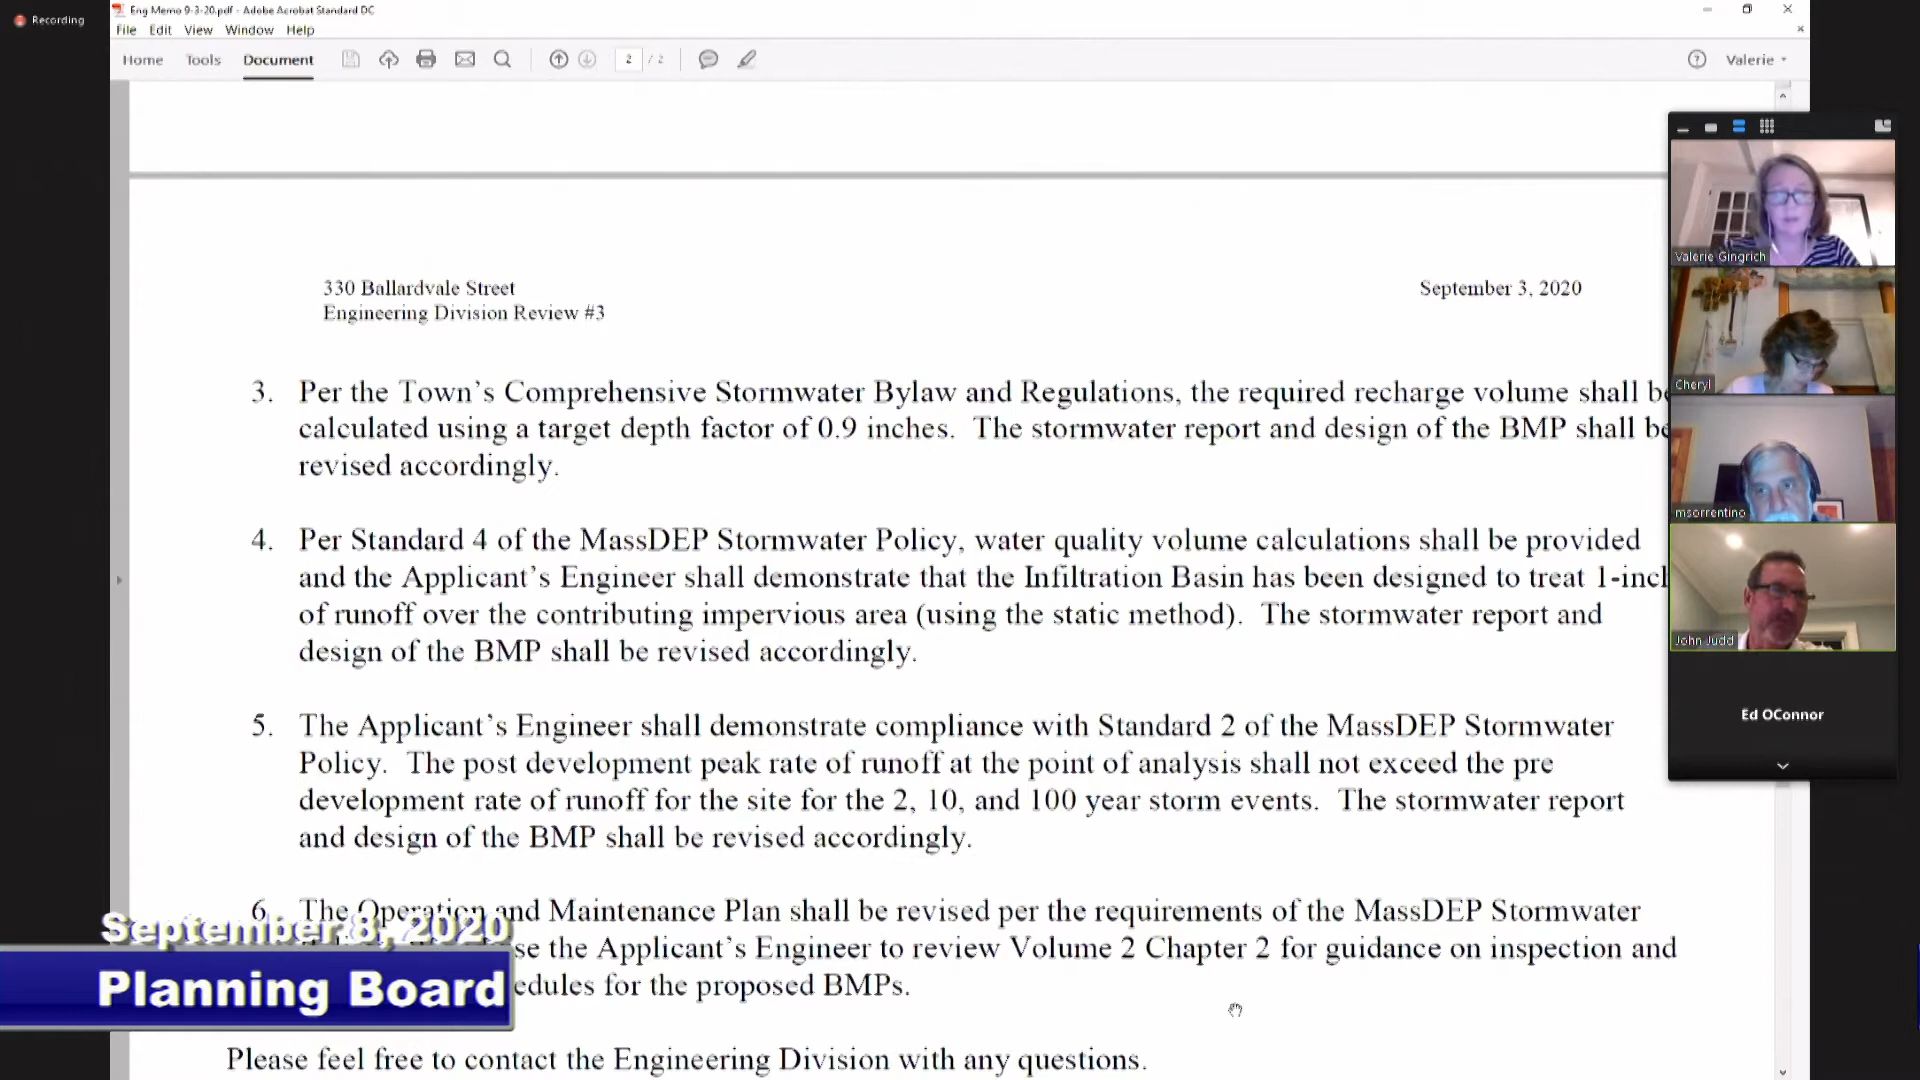 Recording
Eng Memo 9-3-20.pdf - Adobe Acrobat Standard DC
File Edit View Window Help
Home Tools Document 2 / 2 Valerie
330 Ballardvale Street September 3, 2020
Engineering Division Review #3
3. Per the Town's Comprehensive Stormwater Bylaw and Regulations, the required recharge volume shall be
calculated using a target depth factor of 0.9 inches. The stormwater report and design of the BMP shall be
revised accordingly.
4. Per Standard 4 of the MassDEP Stormwater Policy, water quality volume calculations shall be provided
and the Applicant's Engineer shall demonstrate that the Infiltration Basin has been designed to treat 1-incl
of runoff over the contributing impervious area (using the static method). The stormwater report and
design of the BMP shall be revised accordingly.
5. The Applicant's Engineer shall demonstrate compliance with Standard 2 of the MassDEP Stormwater
Policy. The post development peak rate of runoff at the point of analysis shall not exceed the pre
development rate of runoff for the site for the 2, 10, and 100 year storm events. The stormwater report
and design of the BMP shall be revised accordingly.
6. The Operation and Maintenance Plan shall be revised per the requirements of the MassDEP Stormwater
se the Applicant's Engineer to review Volume 2 Chapter 2 for guidance on inspection and
edules for the proposed BMPs.
Please feel free to contact the Engineering Division with any questions.
Valerie Gingrich
Cheryl
msorrentino
John Judd
Ed OConnor
September 8, 2020
Planning Board